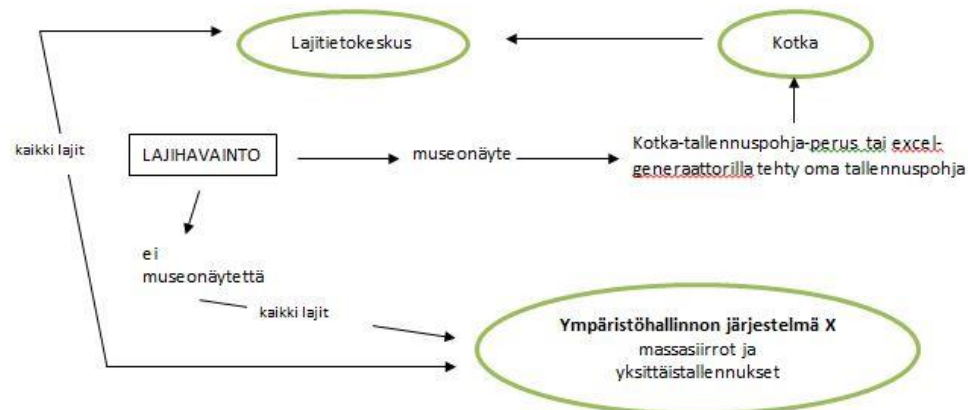 Lajitietokeskus
Kotka
kaikki lajit
LAJIHAVAINTO
museonäyte
Kotka-tallennuspohja-perus tai excel-
generaattorilla tehty oma tallennuspohja
ei
museonäytettä
kaikki lajit
Ympäristöhallinnon järjestelmä X
massasiirrot ja
yksittäistallennukset